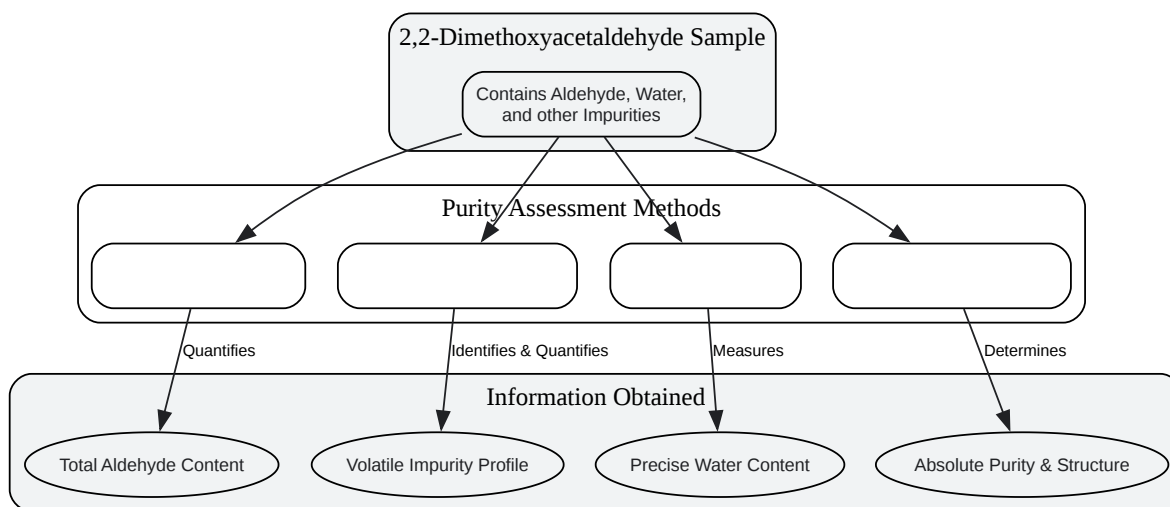 2,2-Dimethoxyacetaldehyde Sample
Contains Aldehyde, Water,
and other Impurities
Purity Assessment Methods
Quantifies
Identifies & Quantifies
Measures
Determines
Information Obtained
Total Aldehyde Content
Volatile Impurity Profile
Precise Water Content
Absolute Purity & Structure